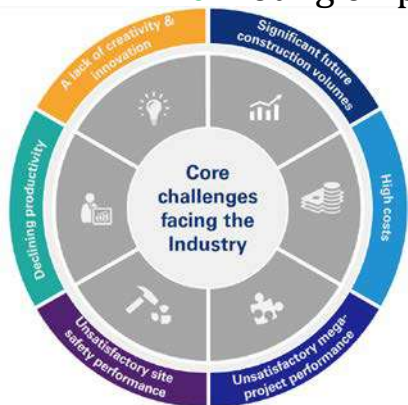 A lack of creativity &
innovation
Significant future
construction volumes
High costs
Unsatisfactory mega-
project performance
Unsatisfactory site
safety performance
Declining productivity
Core
challenges
facing the
Industry